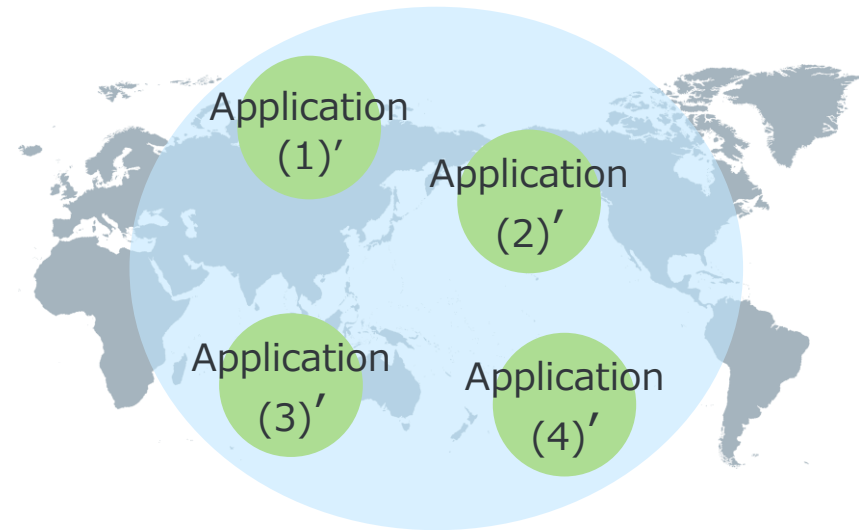 Application
(1)′
Application
(2)′
Application
(3)′
Application
(4)′